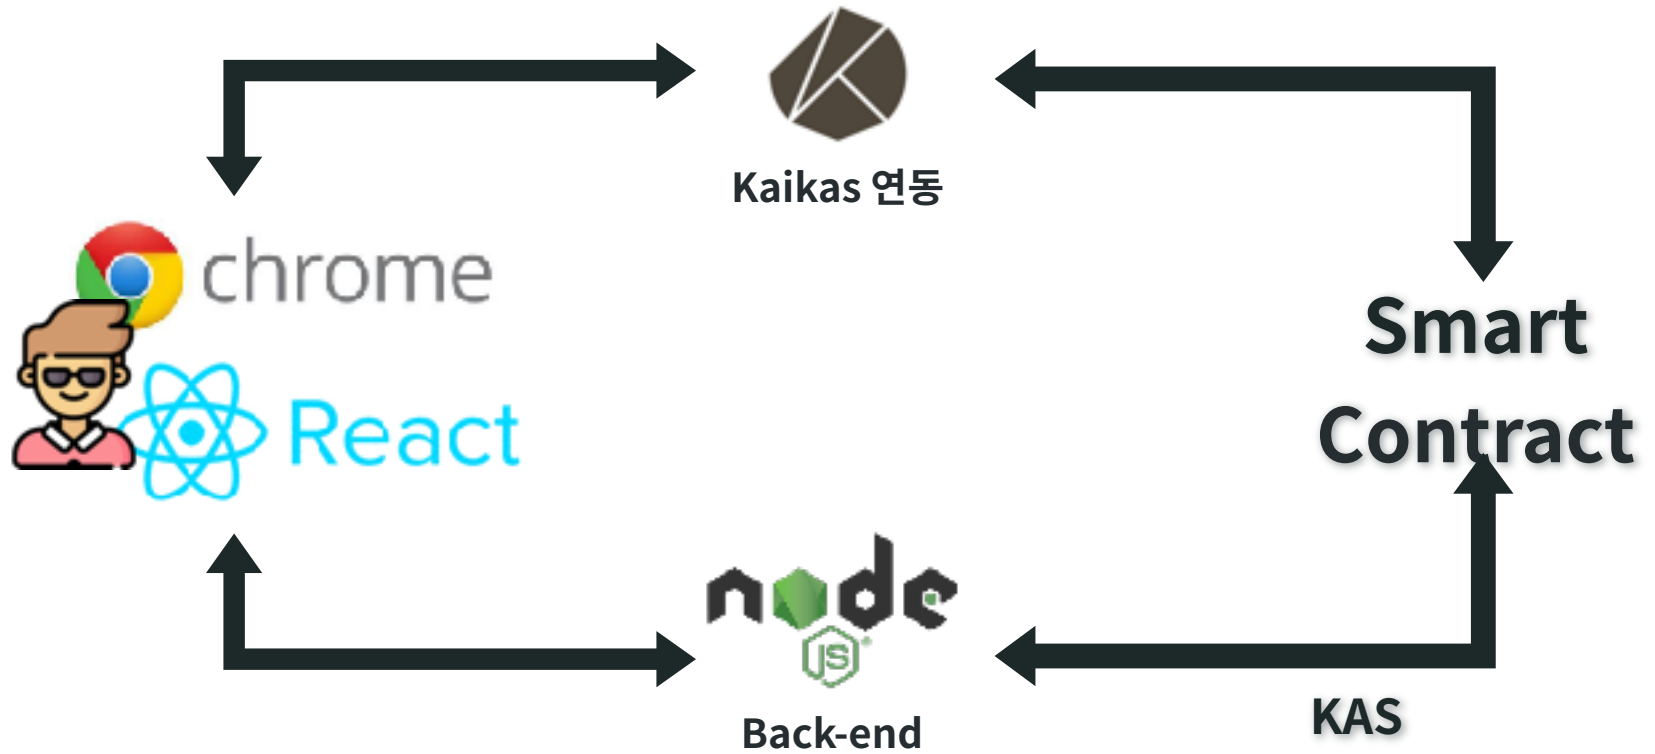 Kaikas 연동
chrome
React
Smart
Contract
node
JS
Back-end
KAS